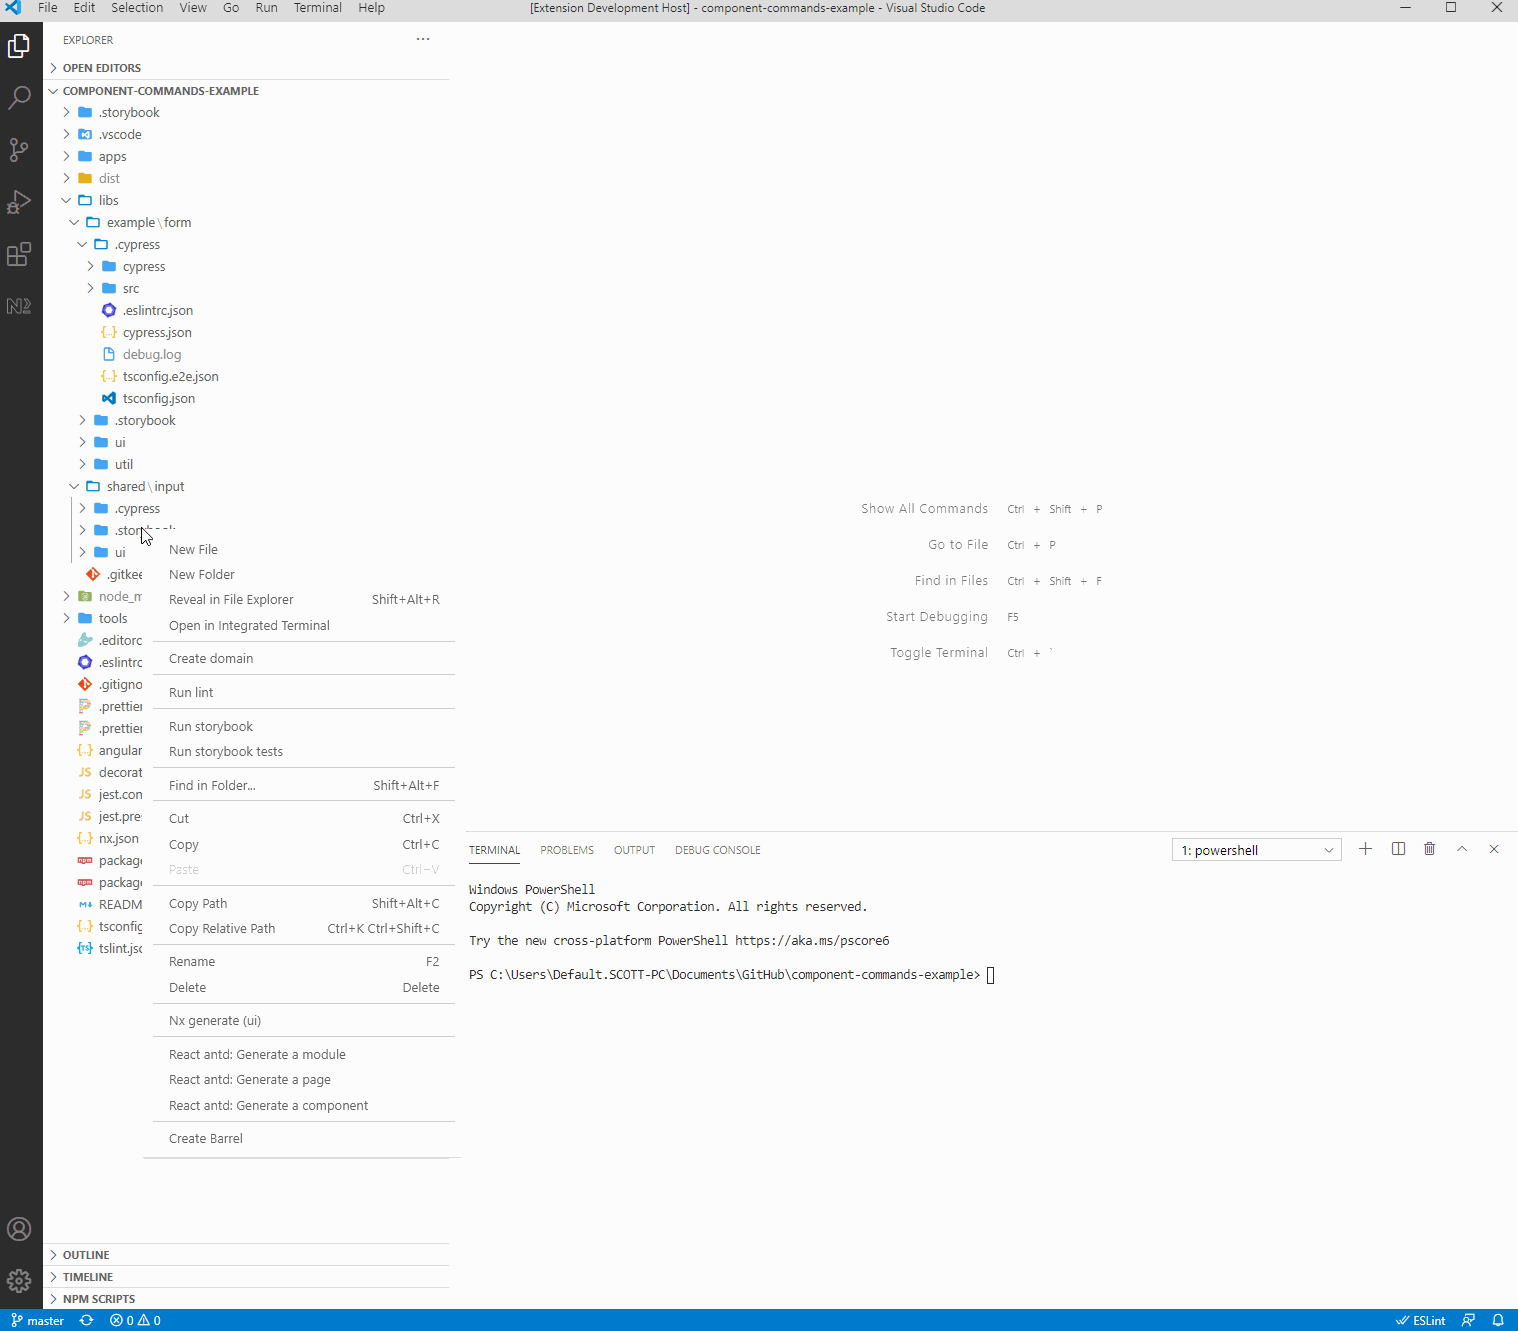 File Edit Selection View Go Run Terminal Help [Extension Development Host] - component-commands-example - Visual Studio Code
EXPLORER
OPEN EDITORS
COMPONENT-COMMANDS-EXAMPLE
.storybook
.vscode
apps
dist
libs
example\form
.cypress
cypress
src
.eslintrc.json
cypress.json
debug.log
tsconfig.e2e.json
tsconfig.json
.storybook
ui
util
shared\input
.cypress
.storybook
ui
.gitkee
node_m
tools
.editorc
.eslintrc
.gitigno
.prettier
.prettier
angular
decorat
jest.con
jest.pres
nx.json
package
package
READM
tsconfig
tslint.jsc
New File
New Folder
Reveal in File Explorer Shift+Alt+R
Open in Integrated Terminal
Create domain
Run lint
Run storybook
Run storybook tests
Find in Folder... Shift+Alt+F
Cut Ctrl+X
Copy Ctrl+C
Paste Ctrl+V
Copy Path Shift+Alt+C
Copy Relative Path Ctrl+K Ctrl+Shift+C
Rename F2
Delete Delete
Nx generate (ui)
React antd: Generate a module
React antd: Generate a page
React antd: Generate a component
Create Barrel
Show All Commands Ctrl + Shift + P
Go to File Ctrl + P
Find in Files Ctrl + Shift + F
Start Debugging F5
Toggle Terminal Ctrl + `
TERMINAL PROBLEMS OUTPUT DEBUG CONSOLE 1: powershell
Windows PowerShell
Copyright (C) Microsoft Corporation. All rights reserved.
Try the new cross-platform PowerShell https://aka.ms/pscore6
PS C:\Users\Default.SCOTT-PC\Documents\GitHub\component-commands-example>
OUTLINE
TIMELINE
NPM SCRIPTS
master 0 0 ESLint